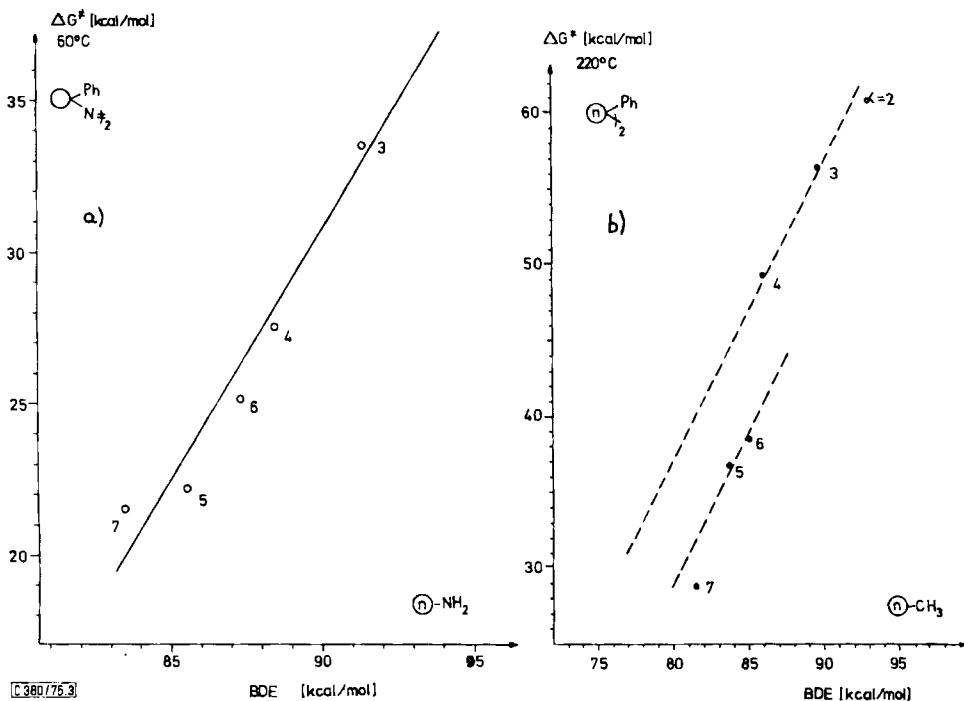 ΔG‡ [kcal/mol]
60°C
Ph
N
2
a)
35
30
25
20
3
4
6
5
7
n -NH2
85
90
95
BDE [kcal/mol]
C 380/75.3
ΔG‡ [kcal/mol]
220°C
n
Ph
2
b)
60
50
40
30
α=2
3
4
6
5
7
n -CH3
75
80
85
90
95
BDE [kcal/mol]